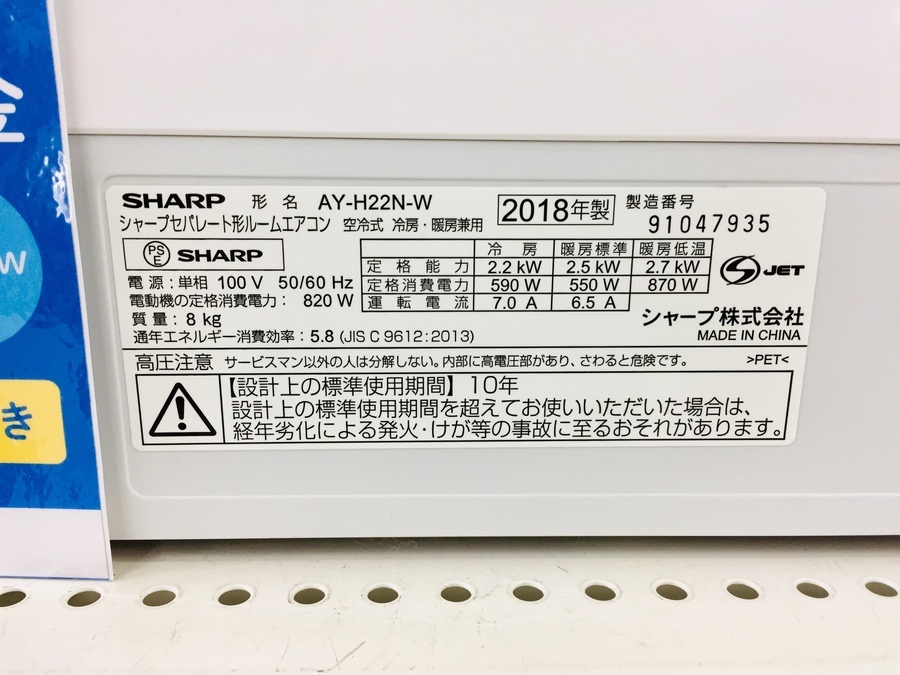 SHARP 形名 AY-H22N-W 2018年製 製造番号
シャープセパレート形ルームエアコン 空冷式 冷房・暖房兼用 91047935
PSE SHARP
電源:単相 100 V 50/60 Hz
電動機の定格消費電力: 820 W
質量:8 kg
通年エネルギー消費効率:5.8 (JIS C 9612:2013)
冷房 暖房標準 暖房低温
定格能力 2.2 kW 2.5 kW 2.7 kW
定格消費電力 590 W 550 W 870 W
運転電流 7.0 A 6.5 A
S JET
シャープ株式会社
MADE IN CHINA
高圧注意 サービスマン以外の人は分解しない。内部に高電圧部があり、さわると危険です。 >PET<
【設計上の標準使用期間】10年
設計上の標準使用期間を超えてお使いいただいた場合は、
経年劣化による発火・けが等の事故に至るおそれがあります。
W
き